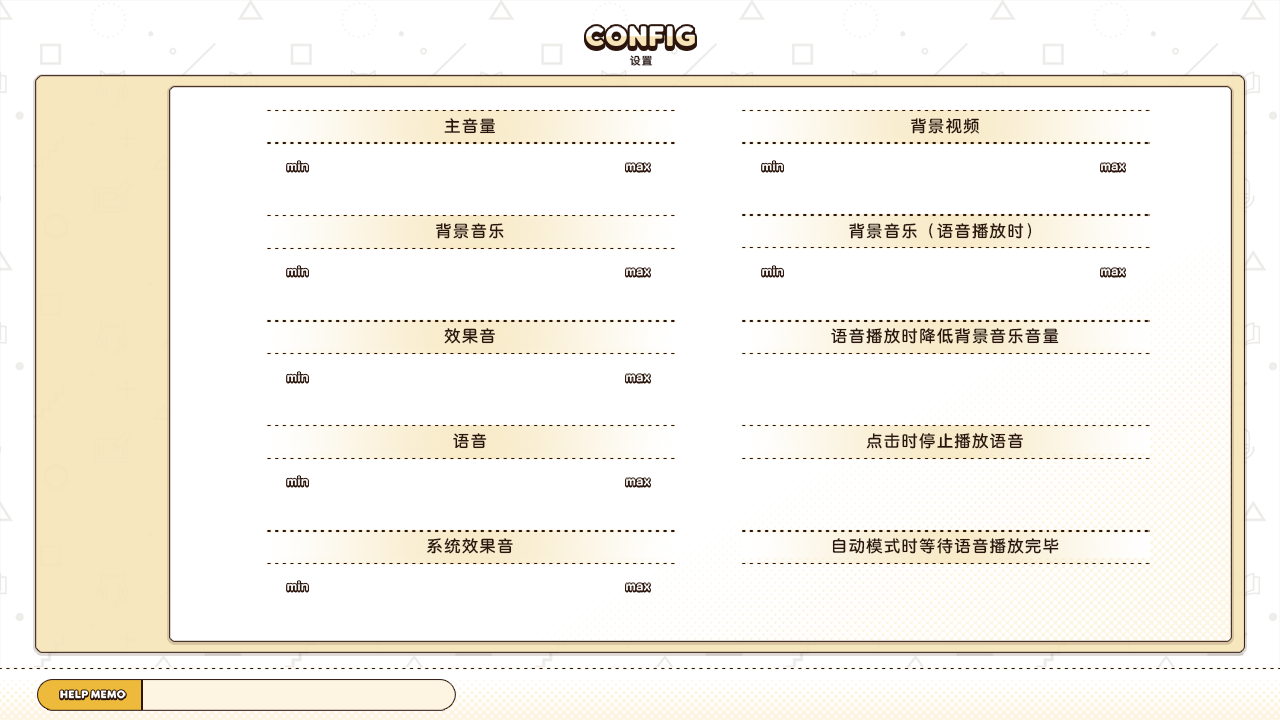 CONFIG
设置
主音量
min max
背景音乐
min max
效果音
min max
语音
min max
系统效果音
min max
背景视频
min max
背景音乐（语音播放时）
min max
语音播放时降低背景音乐音量
点击时停止播放语音
自动模式时等待语音播放完毕
HELP MEMO